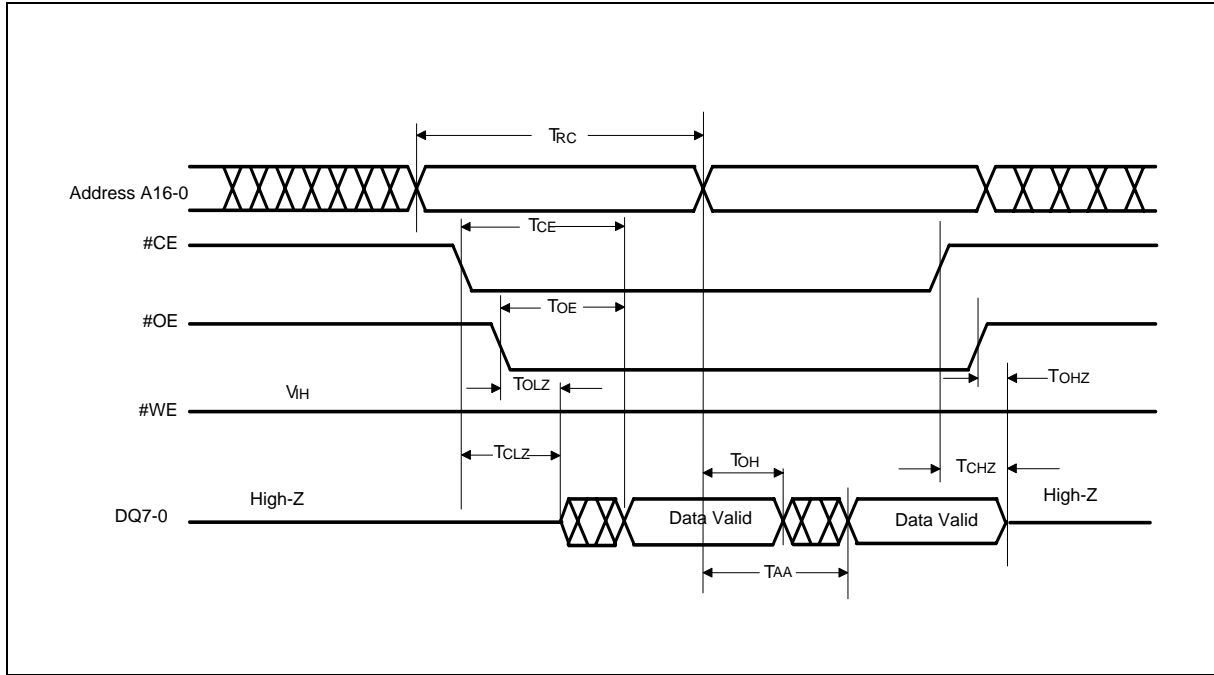 TRC
Address A16-0
TCE
#CE
TOE
#OE
TOLZ
TOHZ
VIH
#WE
TCLZ
TOH
TCHZ
High-Z
High-Z
DQ7-0
Data Valid
Data Valid
TAA